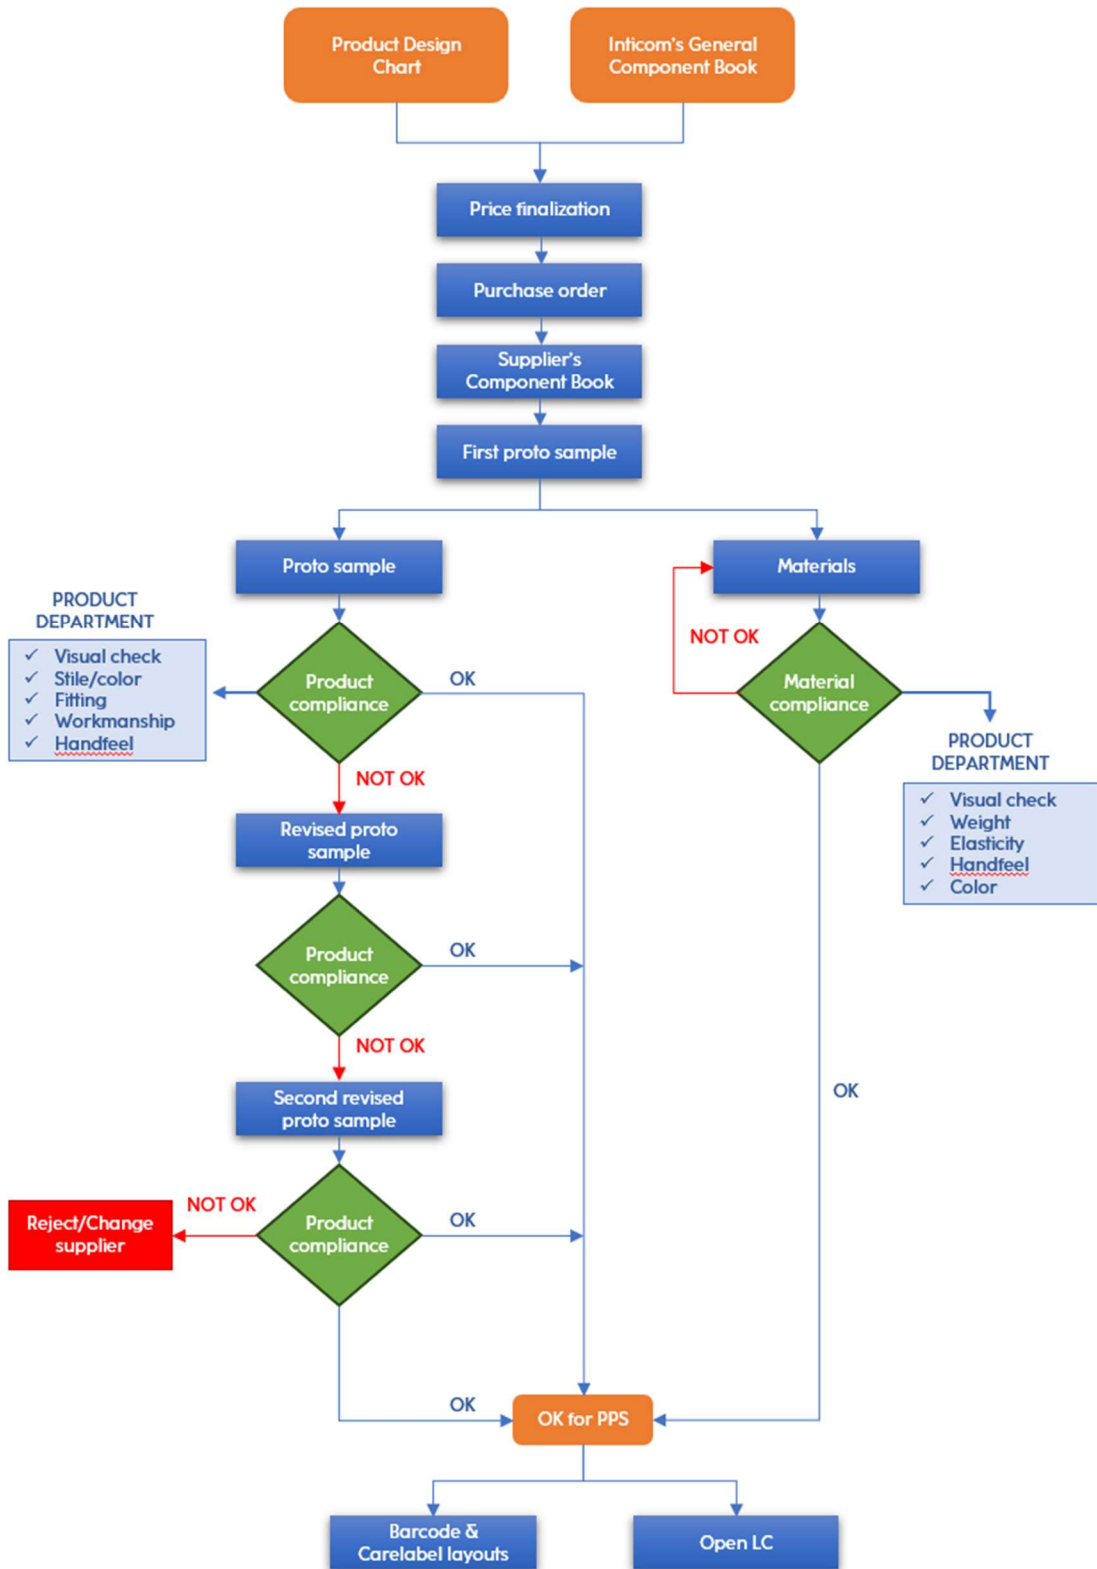 Product Design
Chart
Inticom's General
Component Book
Price finalization
Purchase order
Supplier's
Component Book
First proto sample
Proto sample
Materials
PRODUCT
DEPARTMENT
✓ Visual check
✓ Stile/color
✓ Fitting
✓ Workmanship
✓ Handfeel
Product
compliance
OK
NOT OK
NOT OK
Material
compliance
PRODUCT
DEPARTMENT
✓ Visual check
✓ Weight
✓ Elasticity
✓ Handfeel
✓ Color
Revised proto
sample
Product
compliance
OK
NOT OK
Second revised
proto sample
OK
Reject/Change
supplier
NOT OK
Product
compliance
OK
OK
OK for PPS
Barcode &
Carelabel layouts
Open LC